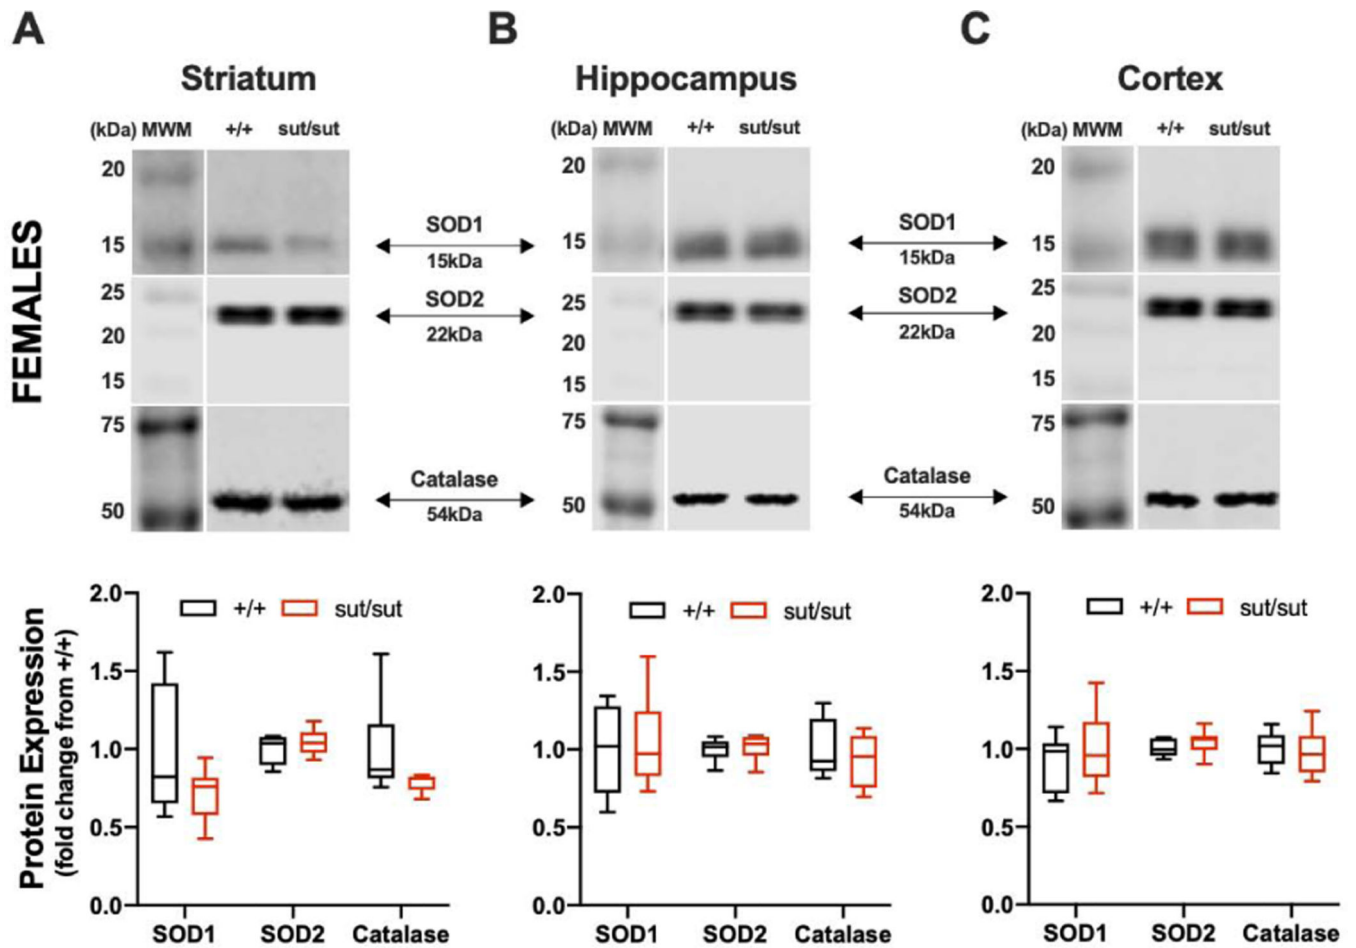 A
B
C
Striatum
Hippocampus
Cortex
(kDa) MWM +/+ sut/sut
(kDa) MWM +/+ sut/sut
(kDa) MWM +/+ sut/sut
FEMALES
20
15
25
20
15
75
50
SOD1
15kDa
SOD2
22kDa
Catalase
54kDa
20
15
25
20
15
75
50
SOD1
15kDa
SOD2
22kDa
Catalase
54kDa
20
15
25
20
15
75
50
Protein Expression
(fold change from +/+)
2.0
1.5
1.0
0.5
0.0
+/+ sut/sut
SOD1 SOD2 Catalase
2.0
1.5
1.0
0.5
0.0
+/+ sut/sut
SOD1 SOD2 Catalase
2.0
1.5
1.0
0.5
0.0
+/+ sut/sut
SOD1 SOD2 Catalase